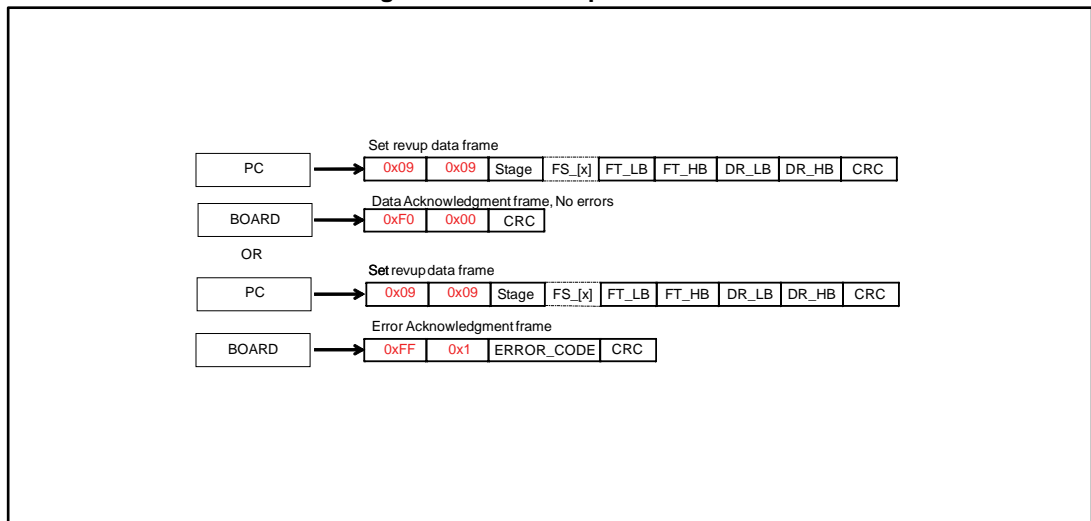 Set revup data frame
PC 0x09 0x09 Stage FS_[x] FT_LB FT_HB DR_LB DR_HB CRC
Data Acknowledgment frame, No errors
BOARD 0xF0 0x00 CRC
OR
Set revup data frame
PC 0x09 0x09 Stage FS_[x] FT_LB FT_HB DR_LB DR_HB CRC
Error Acknowledgment frame
BOARD 0xFF 0x1 ERROR_CODE CRC